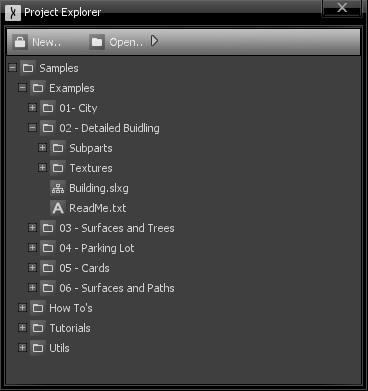 Project Explorer
New.. Open..
Samples
Examples
01- City
02 - Detailed Buidling
Subparts
Textures
Building.slxg
ReadMe.txt
03 - Surfaces and Trees
04 - Parking Lot
05 - Cards
06 - Surfaces and Paths
How To's
Tutorials
Utils